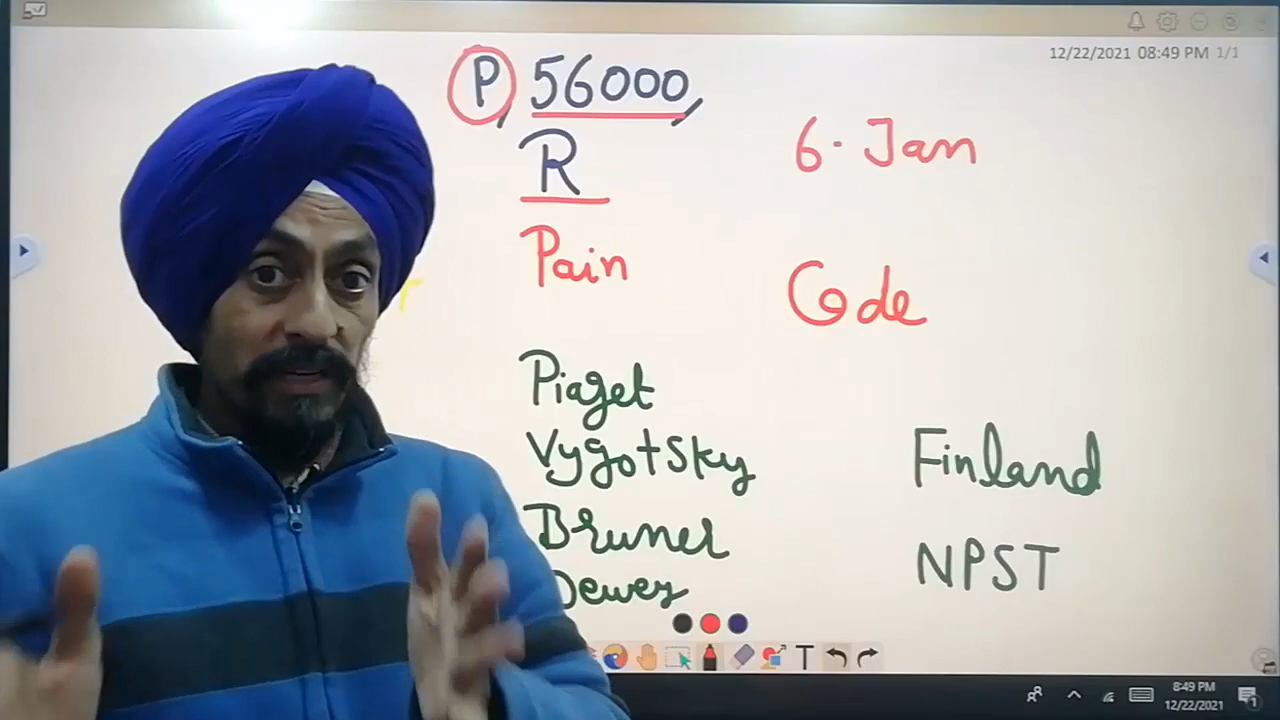 12/22/2021 08:49 PM 1/1
P, 56000,
R
6. Jan
Pain
Code
Piaget
Vygotsky
Finland
Bruner
NPST
Dewey
T
8:49 PM
12/22/2021
1